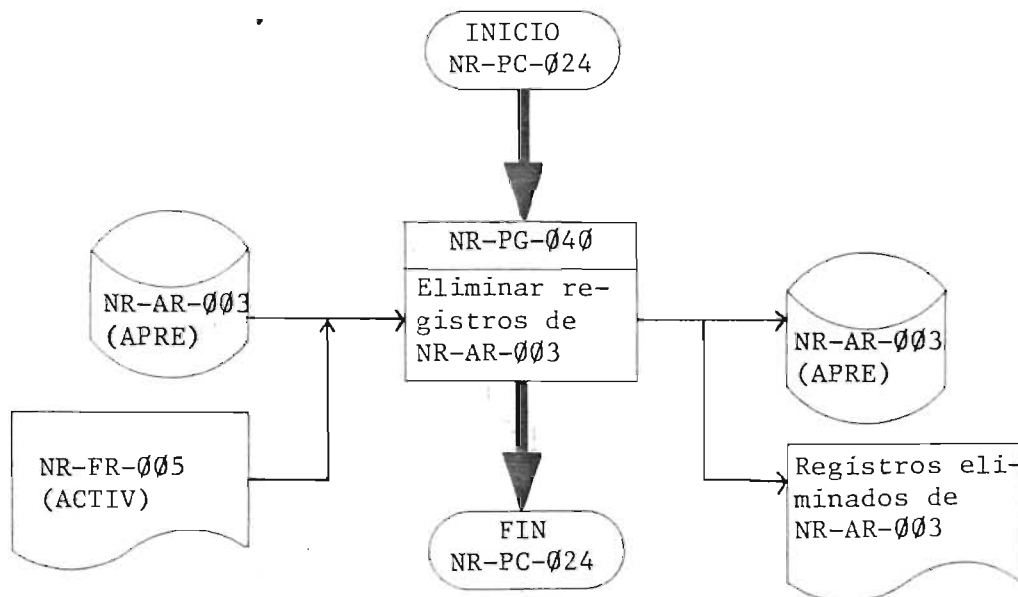 INICIO
NR-PC-Ø24
NR-PG-Ø4Ø
Eliminar re-
gistros de
NR-AR-ØØ3
NR-AR-ØØ3
(APRE)
NR-FR-ØØ5
(ACTIV)
NR-AR-ØØ3
(APRE)
Registros eli-
minados de
NR-AR-ØØ3
FIN
NR-PC-Ø24